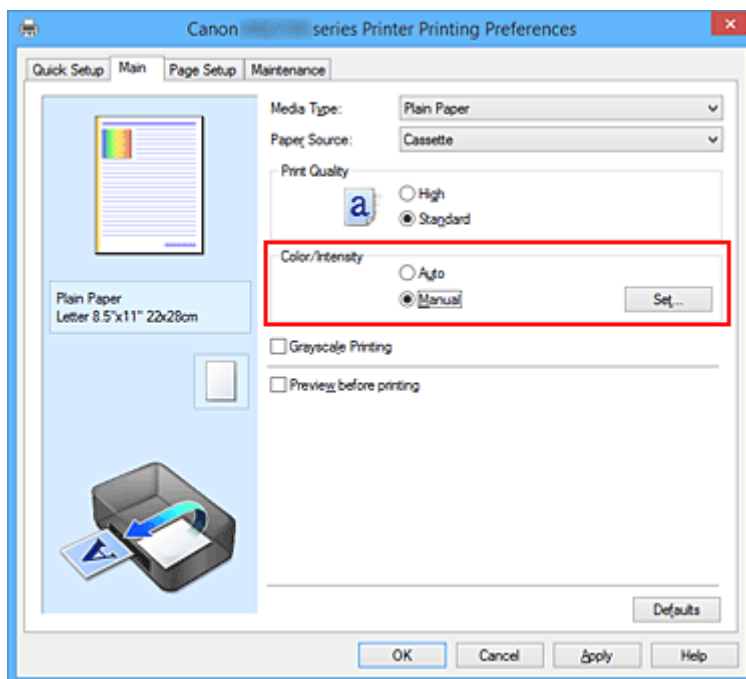 Canon series Printer Printing Preferences
Quick Setup Main Page Setup Maintenance
Media Type: Plain Paper
Paper Source: Cassette
Print Quality
a
High
Standard
Color/Intensity
Auto
Manual Set...
Plain Paper
Letter 8.5"x11" 22x28cm
Grayscale Printing
Preview before printing
A
Defaults
OK Cancel Apply Help